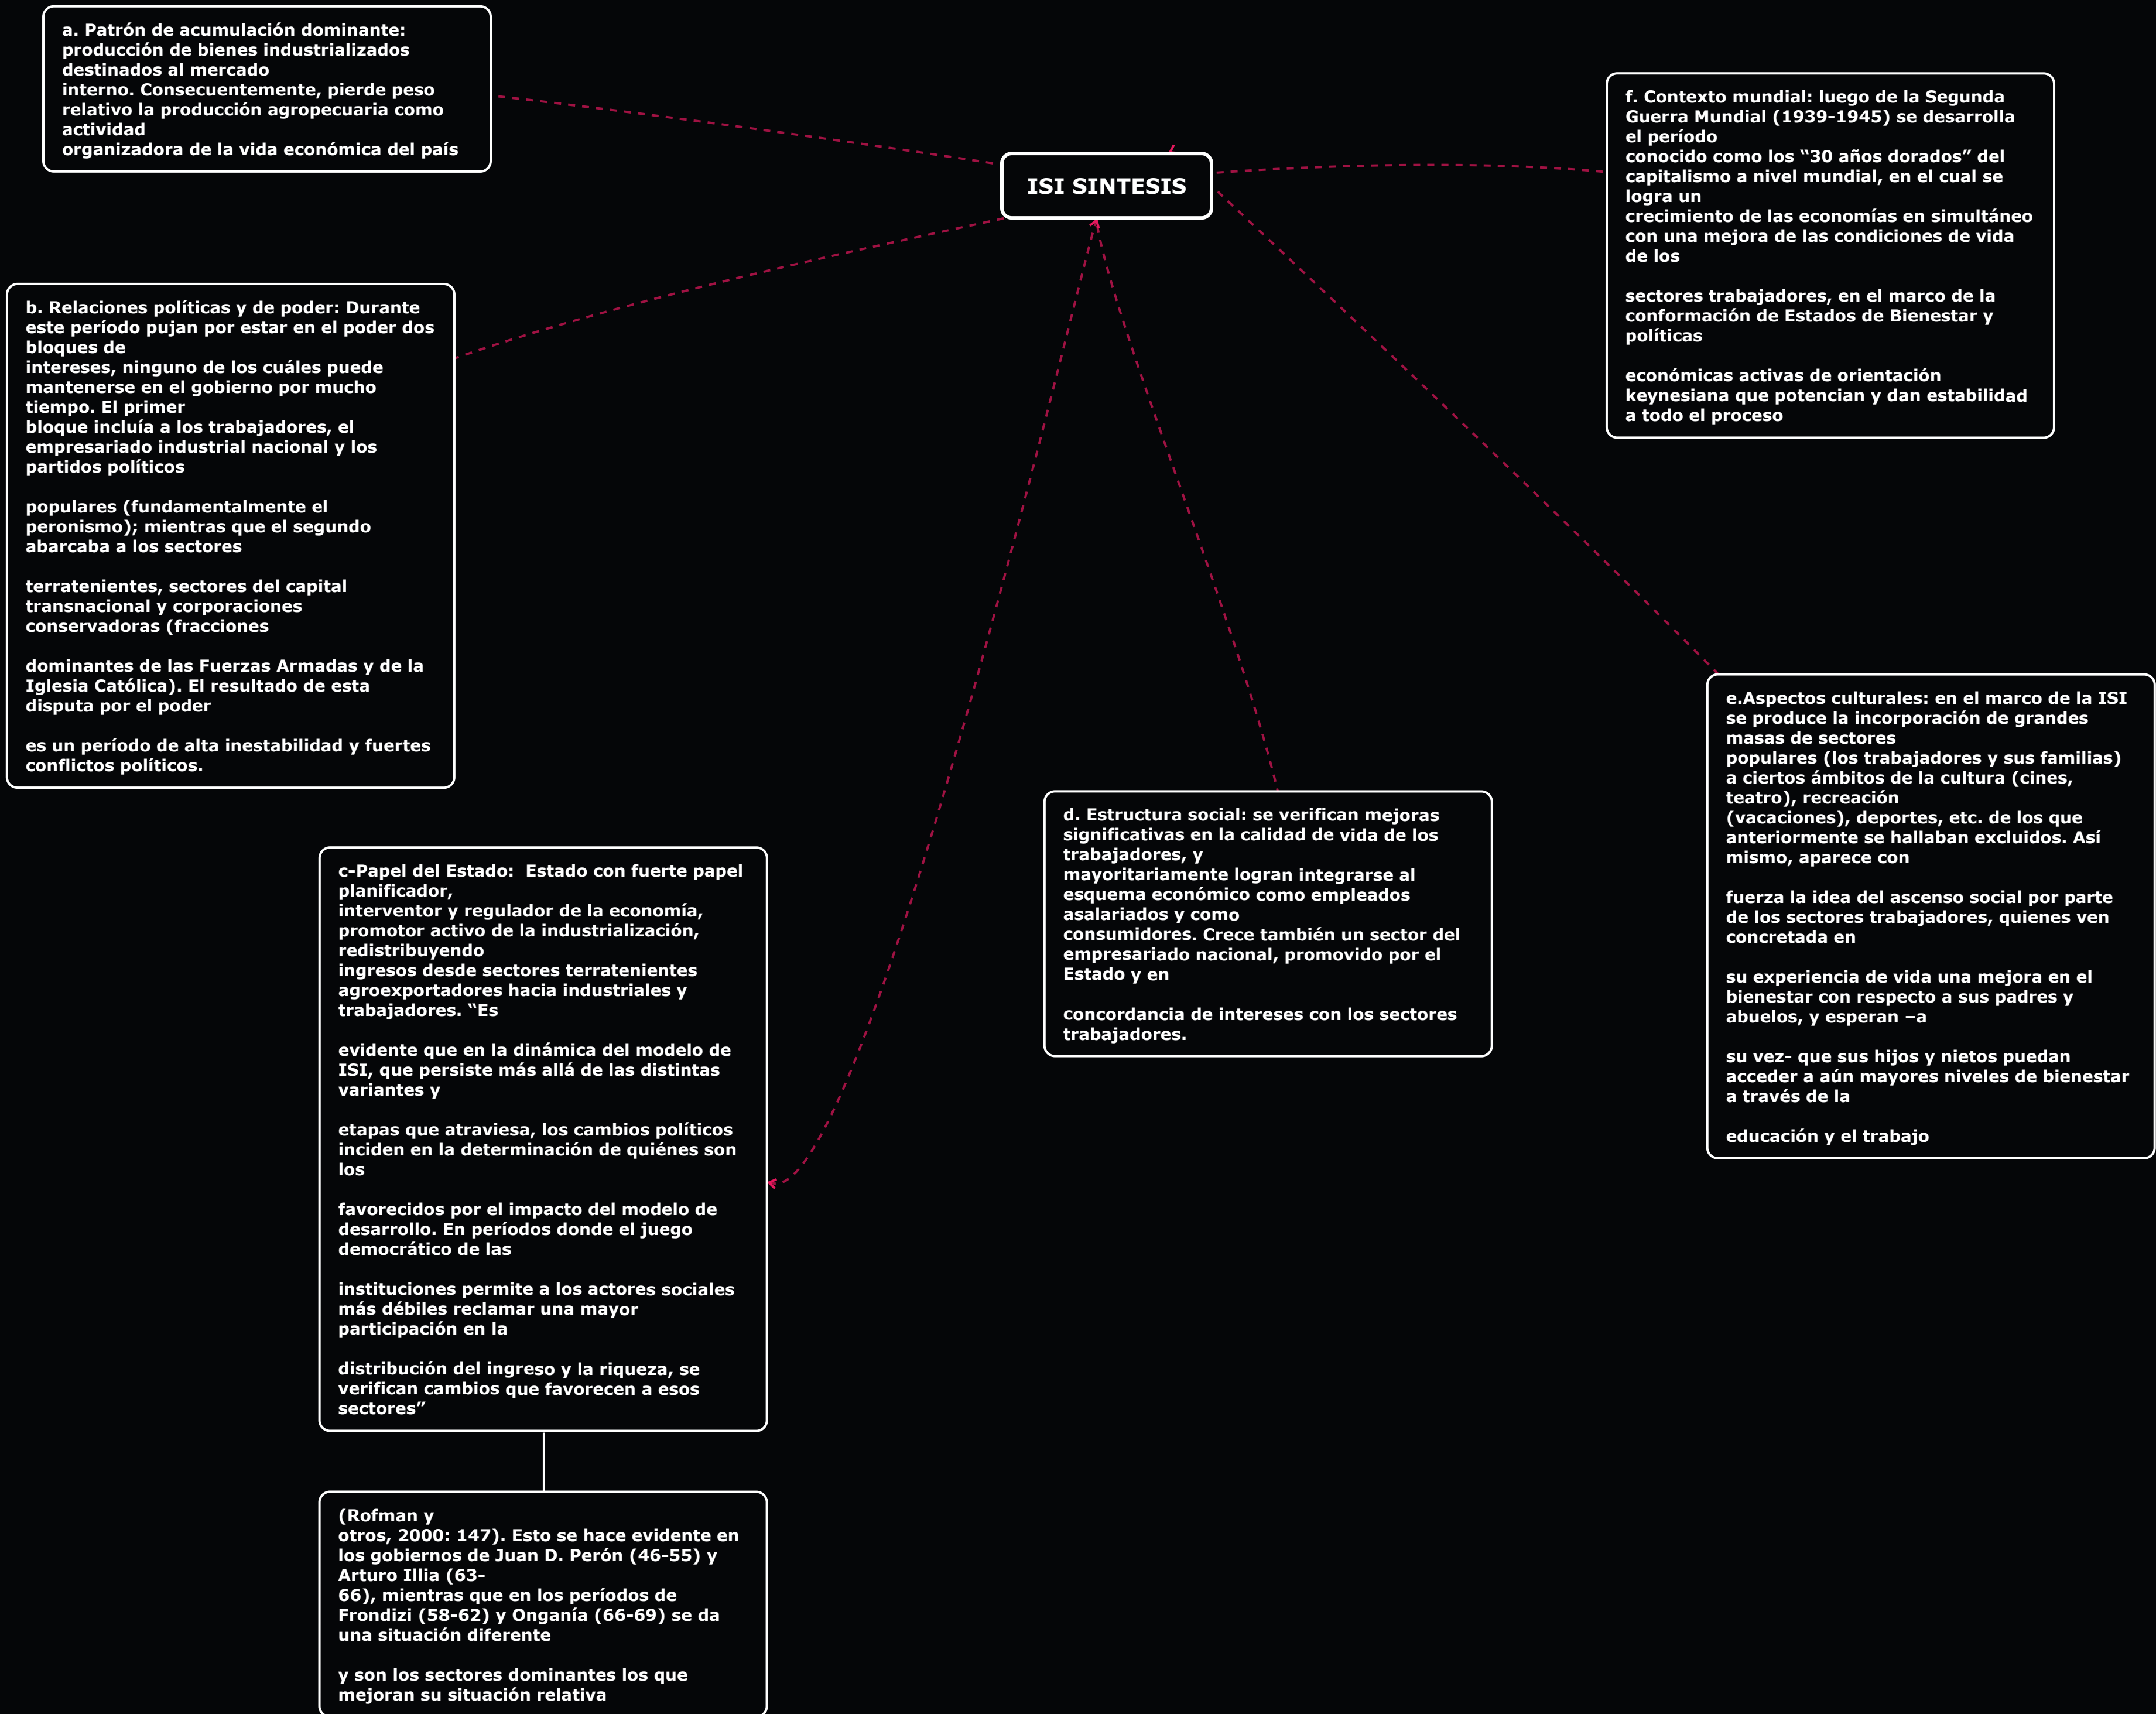 ISI SINTESIS
a. Patrón de acumulación dominante:
producción de bienes industrializados
destinados al mercado
interno. Consecuentemente, pierde peso
relativo la producción agropecuaria como
actividad
organizadora de la vida económica del país
b. Relaciones políticas y de poder: Durante
este período pujan por estar en el poder dos
bloques de
intereses, ninguno de los cuáles puede
mantenerse en el gobierno por mucho
tiempo. El primer
bloque incluía a los trabajadores, el
empresariado industrial nacional y los
partidos políticos
populares (fundamentalmente el
peronismo); mientras que el segundo
abarcaba a los sectores
terratenientes, sectores del capital
transnacional y corporaciones
conservadoras (fracciones
dominantes de las Fuerzas Armadas y de la
Iglesia Católica). El resultado de esta
disputa por el poder
es un período de alta inestabilidad y fuertes
conflictos políticos.
c-Papel del Estado:  Estado con fuerte papel
planificador,
interventor y regulador de la economía,
promotor activo de la industrialización,
redistribuyendo
ingresos desde sectores terratenientes
agroexportadores hacia industriales y
trabajadores. “Es
evidente que en la dinámica del modelo de
ISI, que persiste más allá de las distintas
variantes y
etapas que atraviesa, los cambios políticos
inciden en la determinación de quiénes son
los
favorecidos por el impacto del modelo de
desarrollo. En períodos donde el juego
democrático de las
instituciones permite a los actores sociales
más débiles reclamar una mayor
participación en la
distribución del ingreso y la riqueza, se
verifican cambios que favorecen a esos
sectores”
(Rofman y
otros, 2000: 147). Esto se hace evidente en
los gobiernos de Juan D. Perón (46-55) y
Arturo Illia (63-
66), mientras que en los períodos de
Frondizi (58-62) y Onganía (66-69) se da
una situación diferente
y son los sectores dominantes los que
mejoran su situación relativa
d. Estructura social: se verifican mejoras
significativas en la calidad de vida de los
trabajadores, y
mayoritariamente logran integrarse al
esquema económico como empleados
asalariados y como
consumidores. Crece también un sector del
empresariado nacional, promovido por el
Estado y en
concordancia de intereses con los sectores
trabajadores.
e.Aspectos culturales: en el marco de la ISI
se produce la incorporación de grandes
masas de sectores
populares (los trabajadores y sus familias)
a ciertos ámbitos de la cultura (cines,
teatro), recreación
(vacaciones), deportes, etc. de los que
anteriormente se hallaban excluidos. Así
mismo, aparece con
fuerza la idea del ascenso social por parte
de los sectores trabajadores, quienes ven
concretada en
su experiencia de vida una mejora en el
bienestar con respecto a sus padres y
abuelos, y esperan –a
su vez- que sus hijos y nietos puedan
acceder a aún mayores niveles de bienestar
a través de la
educación y el trabajo
f. Contexto mundial: luego de la Segunda
Guerra Mundial (1939-1945) se desarrolla
el período
conocido como los “30 años dorados” del
capitalismo a nivel mundial, en el cual se
logra un
crecimiento de las economías en simultáneo
con una mejora de las condiciones de vida
de los
sectores trabajadores, en el marco de la
conformación de Estados de Bienestar y
políticas
económicas activas de orientación
keynesiana que potencian y dan estabilidad
a todo el proceso